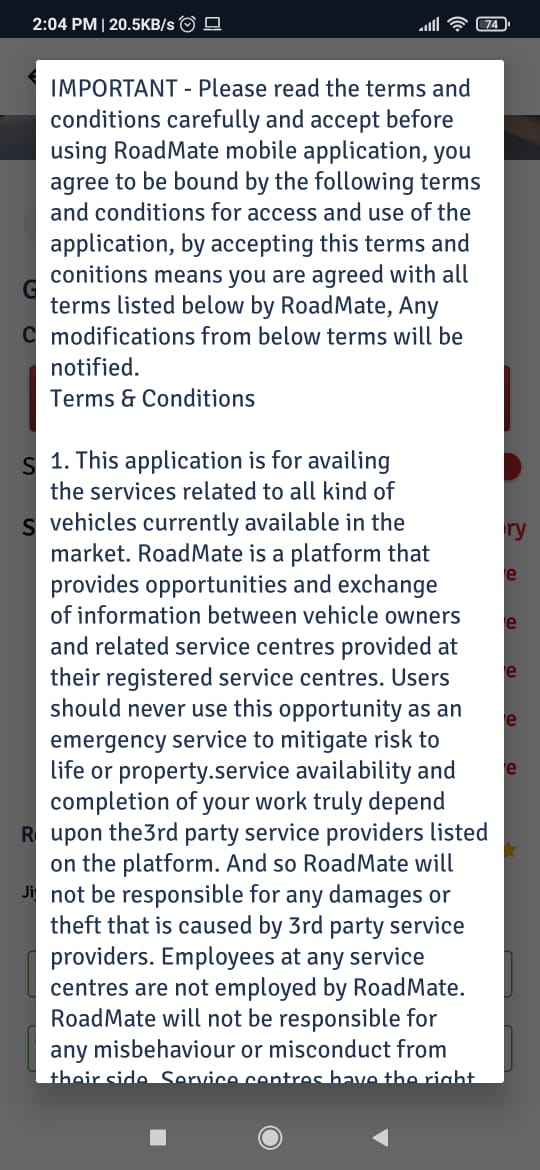 2:04 PM | 20.5KB/s
74
IMPORTANT - Please read the terms and
conditions carefully and accept before
using RoadMate mobile application, you
agree to be bound by the following terms
and conditions for access and use of the
application, by accepting this terms and
conitions means you are agreed with all
terms listed below by RoadMate, Any
modifications from below terms will be
notified.
Terms & Conditions
1. This application is for availing
the services related to all kind of
vehicles currently available in the
market. RoadMate is a platform that
provides opportunities and exchange
of information between vehicle owners
and related service centres provided at
their registered service centres. Users
should never use this opportunity as an
emergency service to mitigate risk to
life or property.service availability and
completion of your work truly depend
upon the3rd party service providers listed
on the platform. And so RoadMate will
not be responsible for any damages or
theft that is caused by 3rd party service
providers. Employees at any service
centres are not employed by RoadMate.
RoadMate will not be responsible for
any misbehaviour or misconduct from
their side. Service centres have the right